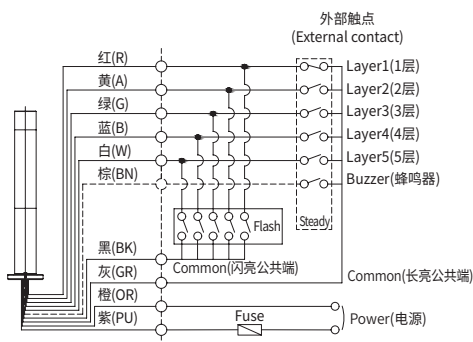 外部触点
(External contact)
红(R)
Layer1(1层)
黄(A)
Layer2(2层)
绿(G)
Layer3(3层)
蓝(B)
Layer4(4层)
白(W)
Layer5(5层)
棕(BN)
Buzzer(蜂鸣器)
Flash
Steady
黑(BK)
Common(闪亮公共端)
灰(GR)
Common(长亮公共端)
橙(OR)
紫(PU)
Fuse
Power(电源)